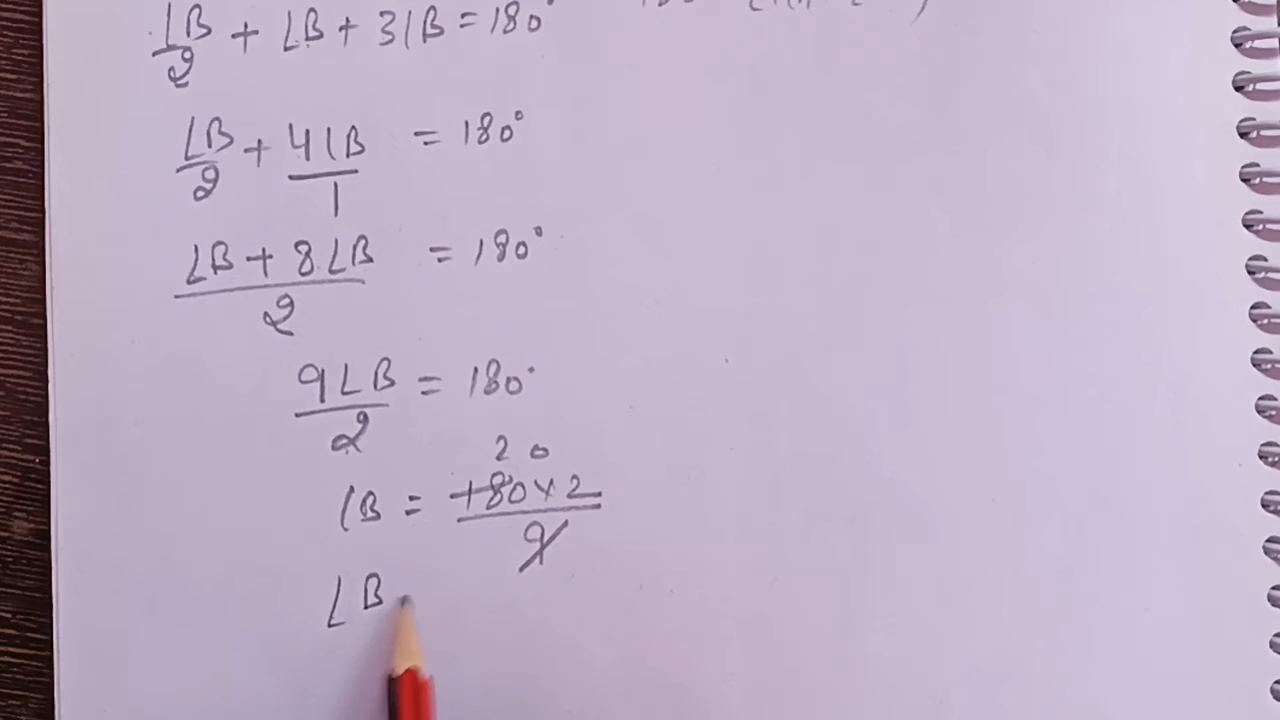 ∠B/2 + ∠B + 3∠B = 180°
∠B/2 + 4∠B/1 = 180°
∠B + 8∠B/2 = 180°
9∠B/2 = 180°
20
∠B = 180×2/9
∠B